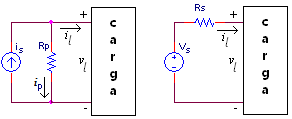 +
i_s
Rp
i_l
i_p
v_l
-
c
a
r
g
a
Rs
+
i_l
+
-
V_s
v_l
-
c
a
r
g
a